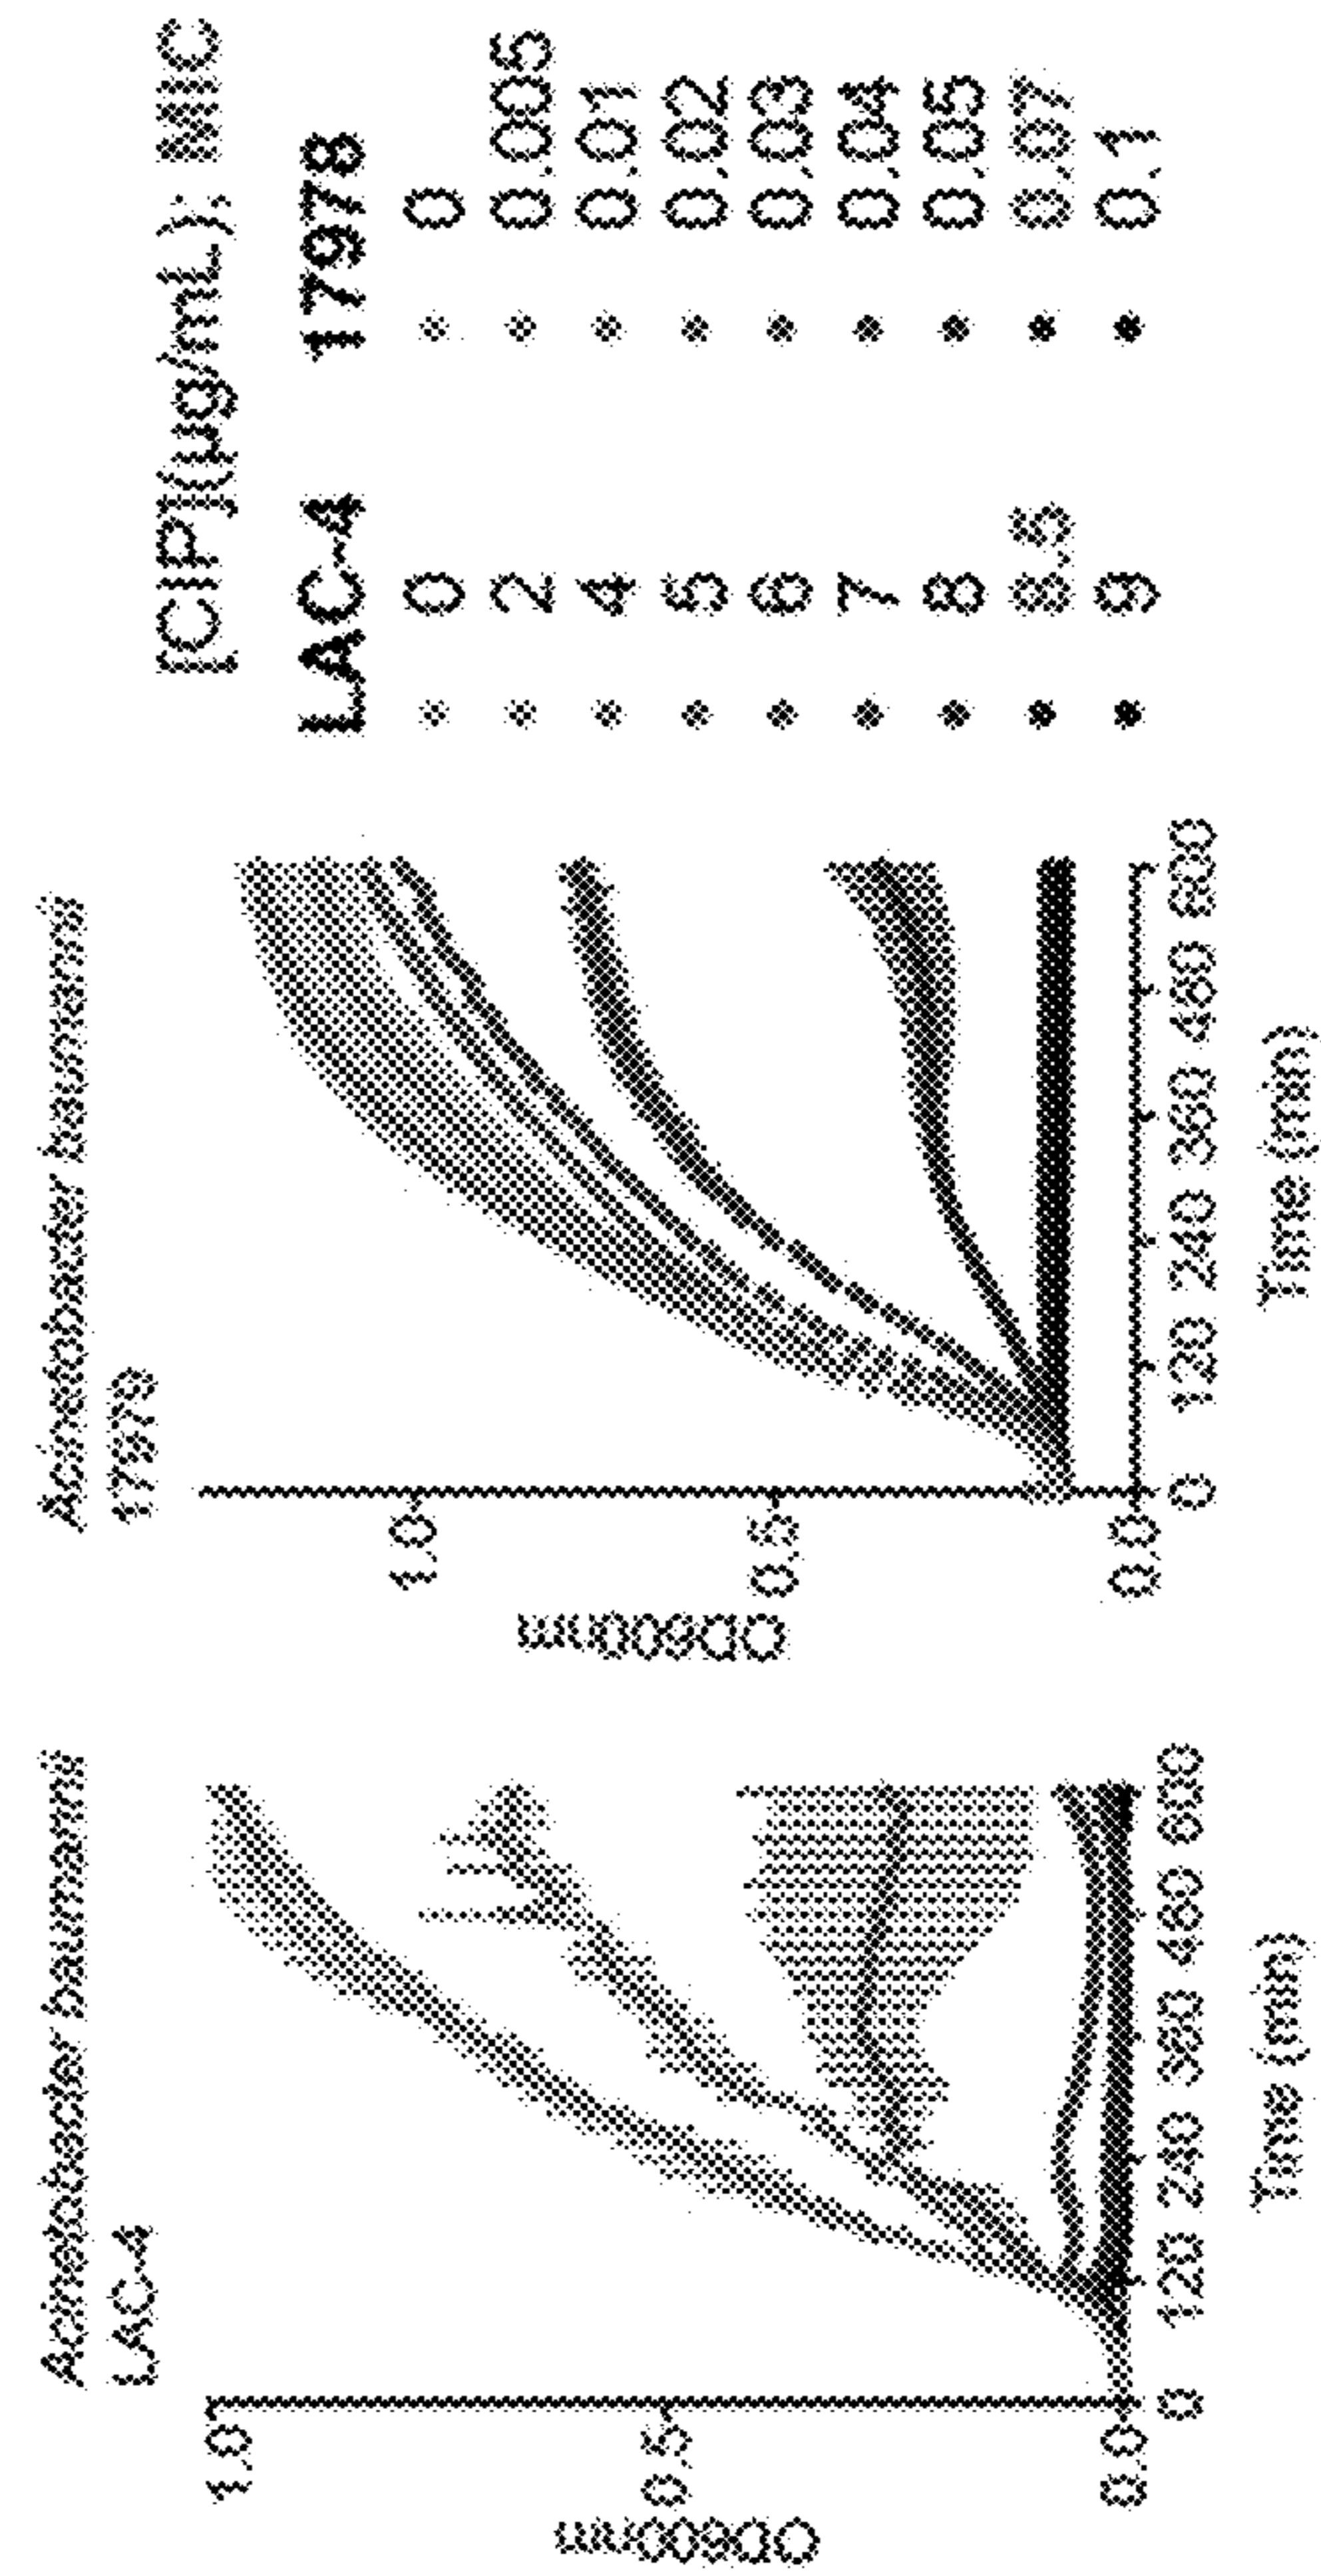 Acinetobacter baumannii
LAC-4
OD600nm
1.0
0.5
0.0
0 120 240 360 480 600
Time (min)
Acinetobacter baumannii
17979
OD600nm
1.0
0.5
0.0
0 120 240 360 480 600
Time (min)
[CIP](µg/mL); MIC
LAC-4 17978
0 0
2 0.005
4 0.01
5 0.02
6 0.03
7 0.04
8 0.05
8.5 0.07
9 0.1